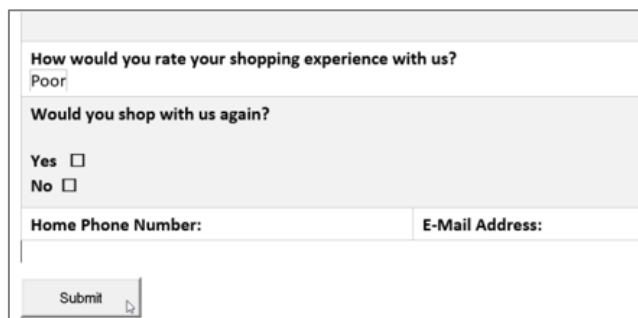 How would you rate your shopping experience with us?
Poor
Would you shop with us again?
Yes ☐
No ☐
Home Phone Number: E-Mail Address:
Submit